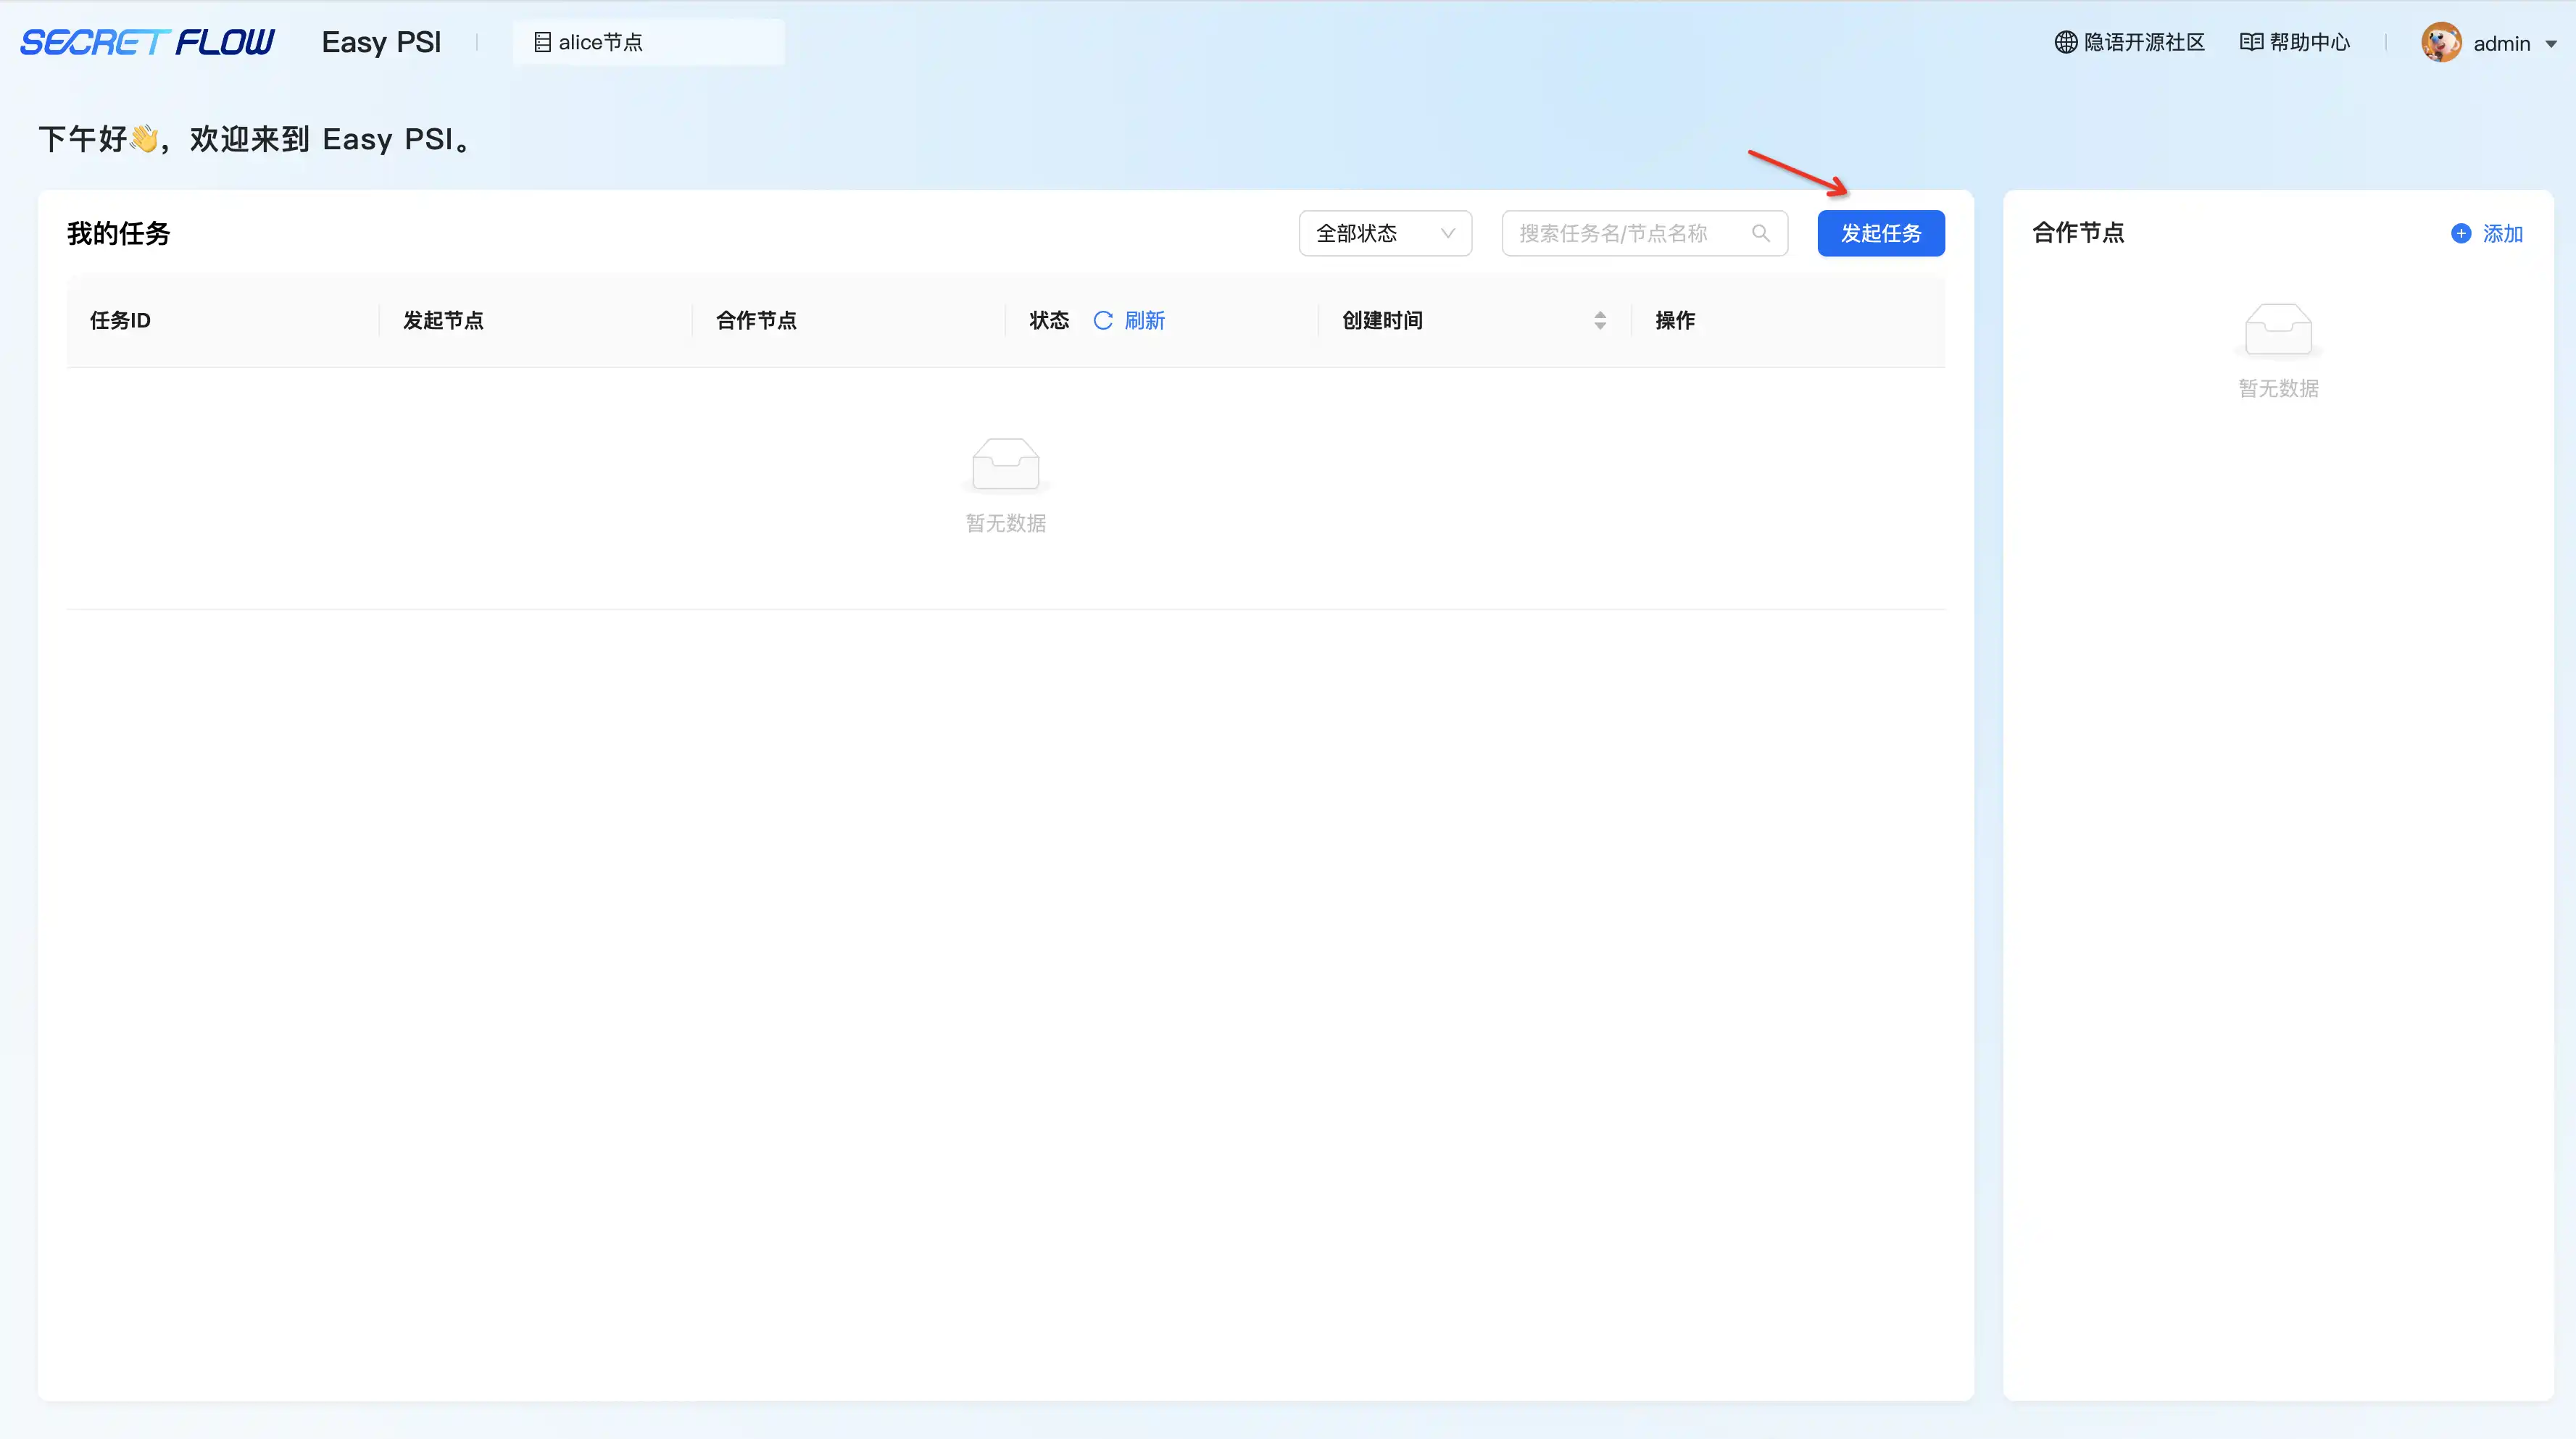 SECRET FLOW Easy PSI alice节点 隐语开源社区 帮助中心 admin
下午好👋，欢迎来到 Easy PSI。
我的任务 全部状态 搜索任务名/节点名称 发起任务
任务ID 发起节点 合作节点 状态 刷新 创建时间 操作
暂无数据
合作节点 添加
暂无数据